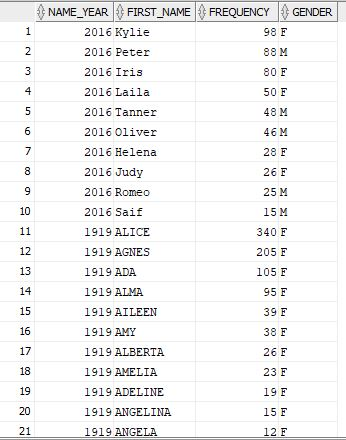 NAME_YEAR FIRST_NAME FREQUENCY GENDER
1 2016 Kylie 98 F
2 2016 Peter 88 M
3 2016 Iris 80 F
4 2016 Laila 50 F
5 2016 Tanner 48 M
6 2016 Oliver 46 M
7 2016 Helena 28 F
8 2016 Judy 26 F
9 2016 Romeo 25 M
10 2016 Saif 15 M
11 1919 ALICE 340 F
12 1919 AGNES 205 F
13 1919 ADA 105 F
14 1919 ALMA 95 F
15 1919 AILEEN 39 F
16 1919 AMY 38 F
17 1919 ALBERTA 26 F
18 1919 AMELIA 23 F
19 1919 ADELINE 19 F
20 1919 ANGELINA 15 F
21 1919 ANGELA 12 F